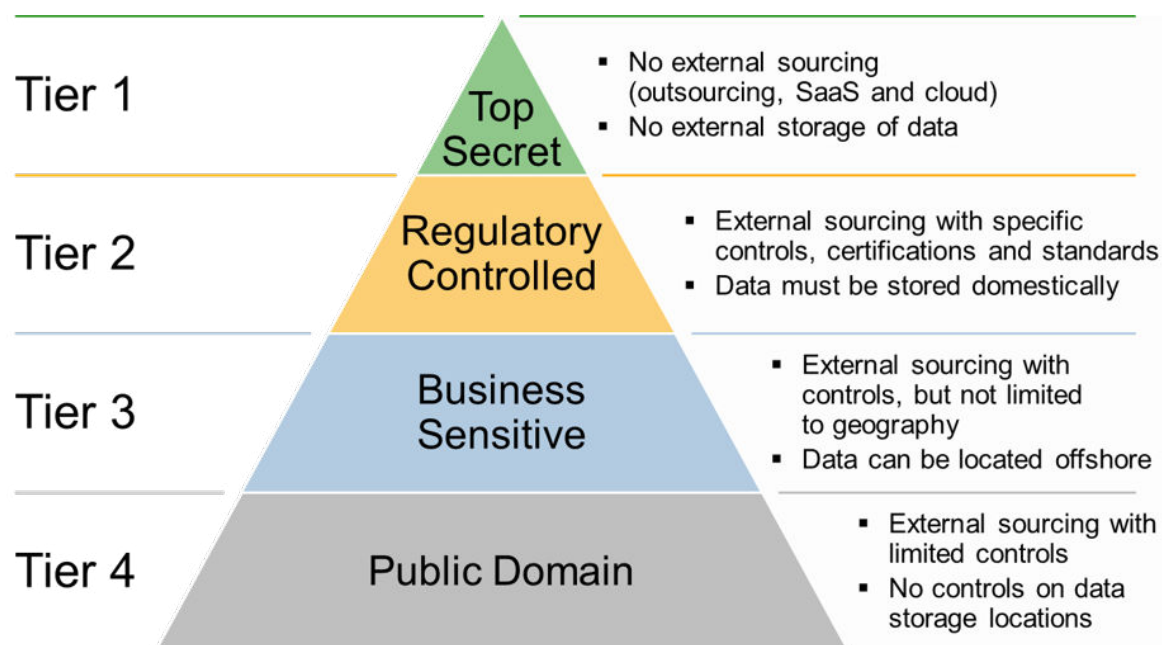 Tier 1
Top
Secret
▪ No external sourcing
(outsourcing, SaaS and cloud)
▪ No external storage of data
Tier 2
Regulatory
Controlled
▪ External sourcing with specific
controls, certifications and standards
▪ Data must be stored domestically
Tier 3
Business
Sensitive
▪ External sourcing with
controls, but not limited
to geography
▪ Data can be located offshore
Tier 4
Public Domain
▪ External sourcing with
limited controls
▪ No controls on data
storage locations